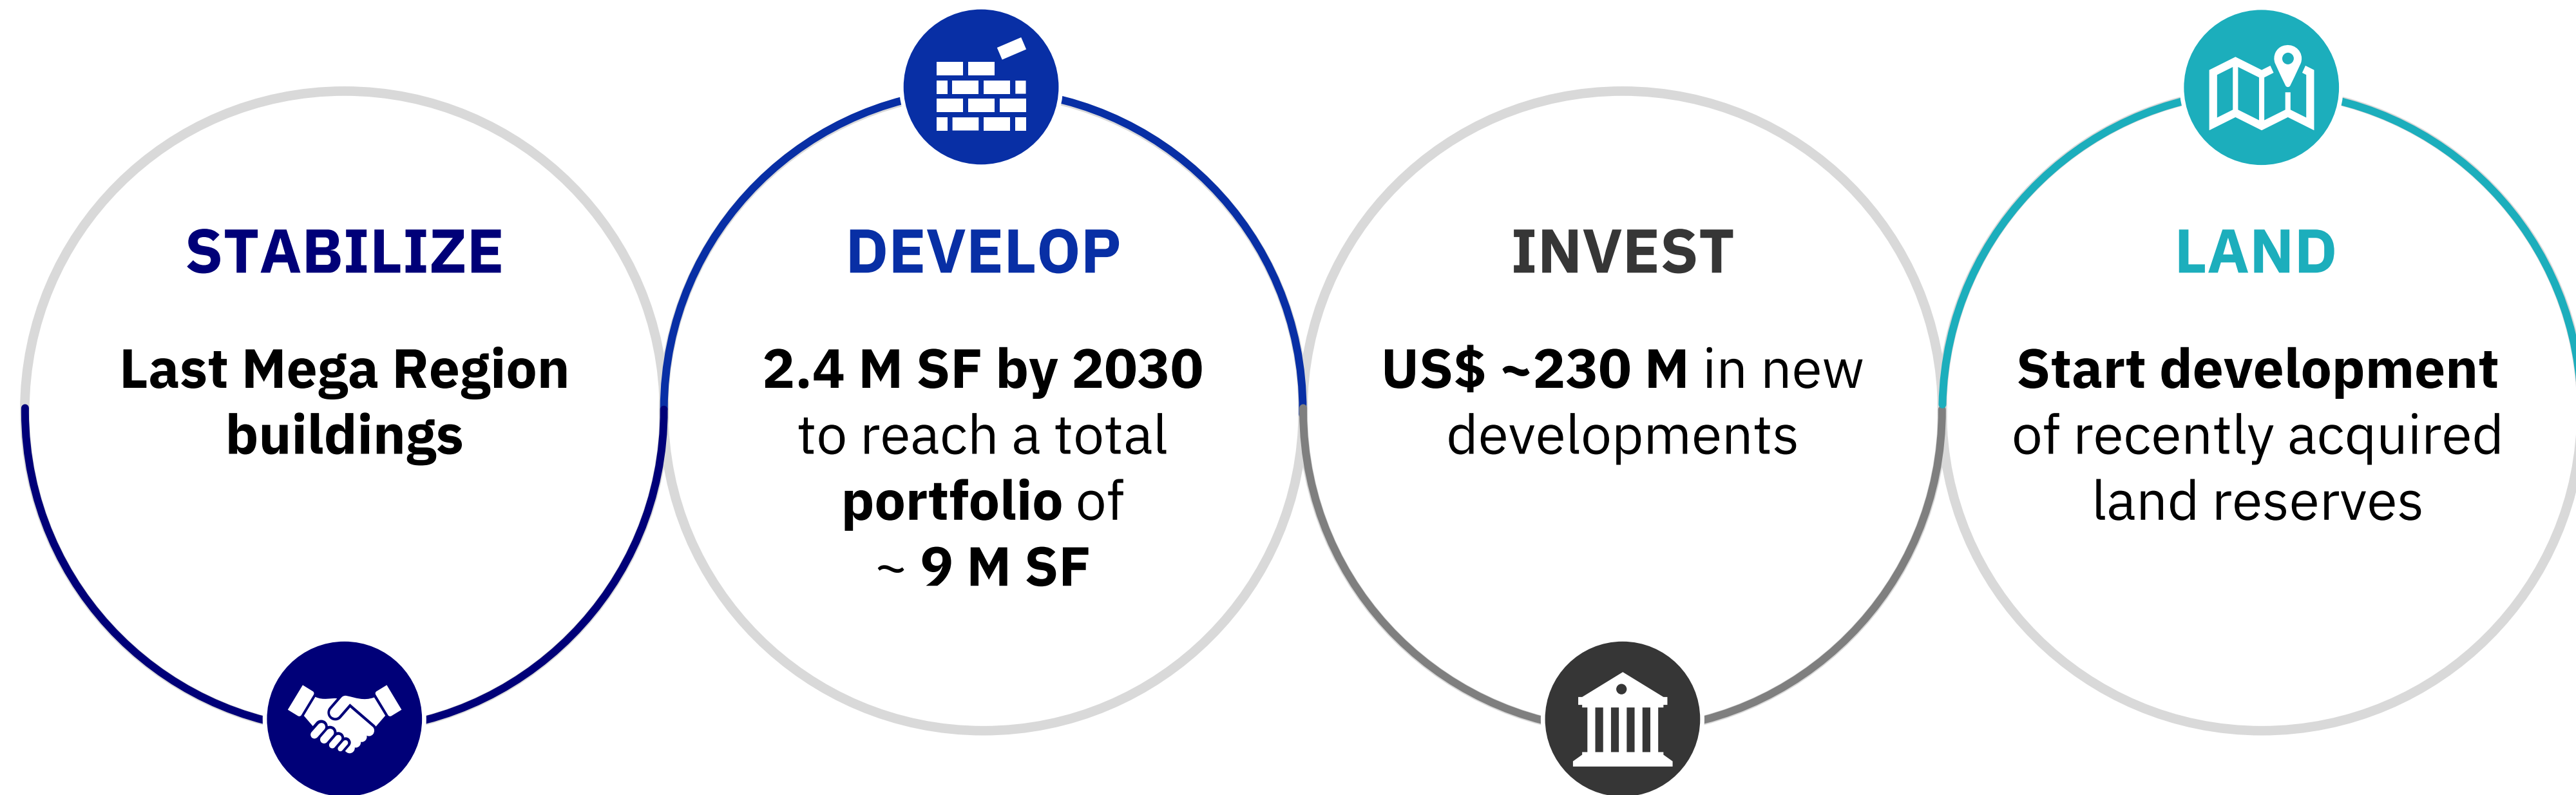 STABILIZE
Last Mega Region
buildings
DEVELOP
2.4 M SF by 2030
to reach a total
portfolio of
~ 9 M SF
INVEST
US$ ~230 M in new
developments
LAND
Start development
of recently acquired
land reserves